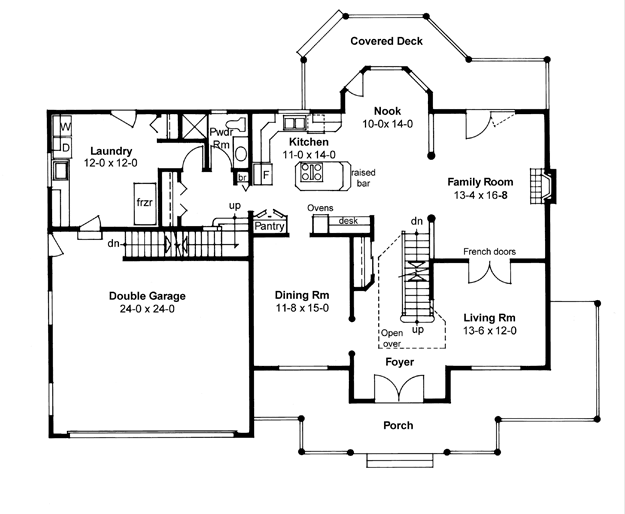 Covered Deck
Nook
10-0x 14-0
W
D
Laundry
12-0 x 12-0
Pwdr
Rm
Kitchen
11-0 x 14-0
F
br
raised
bar
Family Room
13-4 x 16-8
frzr
up
Ovens
desk
Pantry
dn
dn
French doors
Double Garage
24-0 x 24-0
Dining Rm
11-8 x 15-0
Living Rm
13-6 x 12-0
up
Open
over
Foyer
Porch